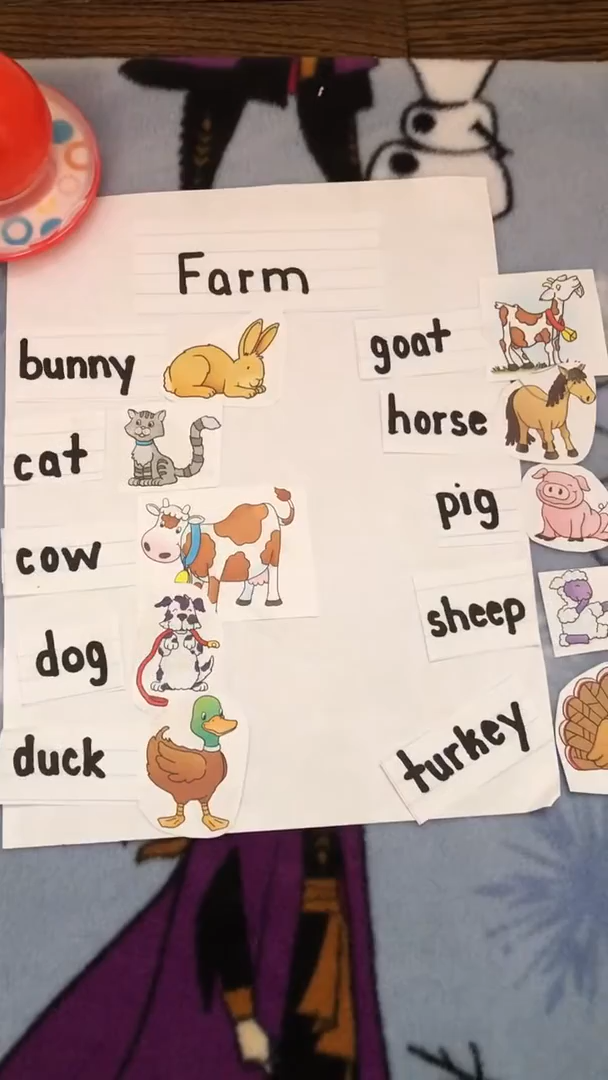 Farm
bunny
cat
cow
dog
duck
goat
horse
pig
sheep
turkey